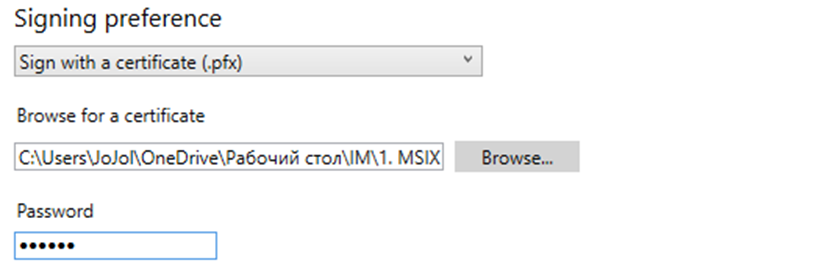 Signing preference
Sign with a certificate (.pfx)
Browse for a certificate
C:\Users\JoJol\OneDrive\Рабочий стол\IM\1. MSIX Browse...
Password
••••••